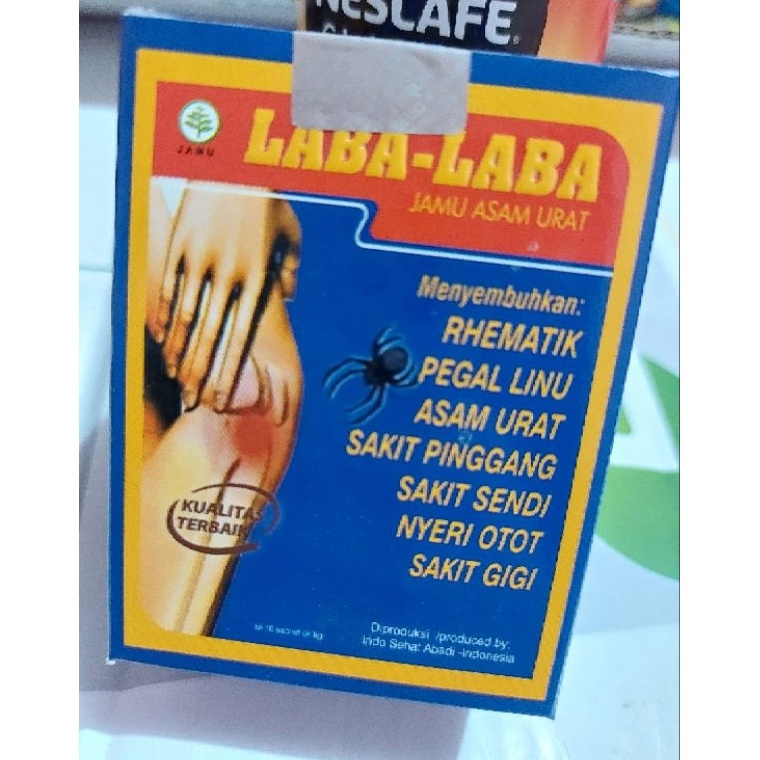 NESCAFE
JAMU
LABA-LABA
JAMU ASAM URAT
Menyembuhkan:
RHEMATIK
PEGAL LINU
ASAM URAT
SAKIT PINGGANG
SAKIT SENDI
NYERI OTOT
SAKIT GIGI
KUALITAS
TERBAIK
Diproduksi /produced by:
Indo Sehat Abadi -Indonesia